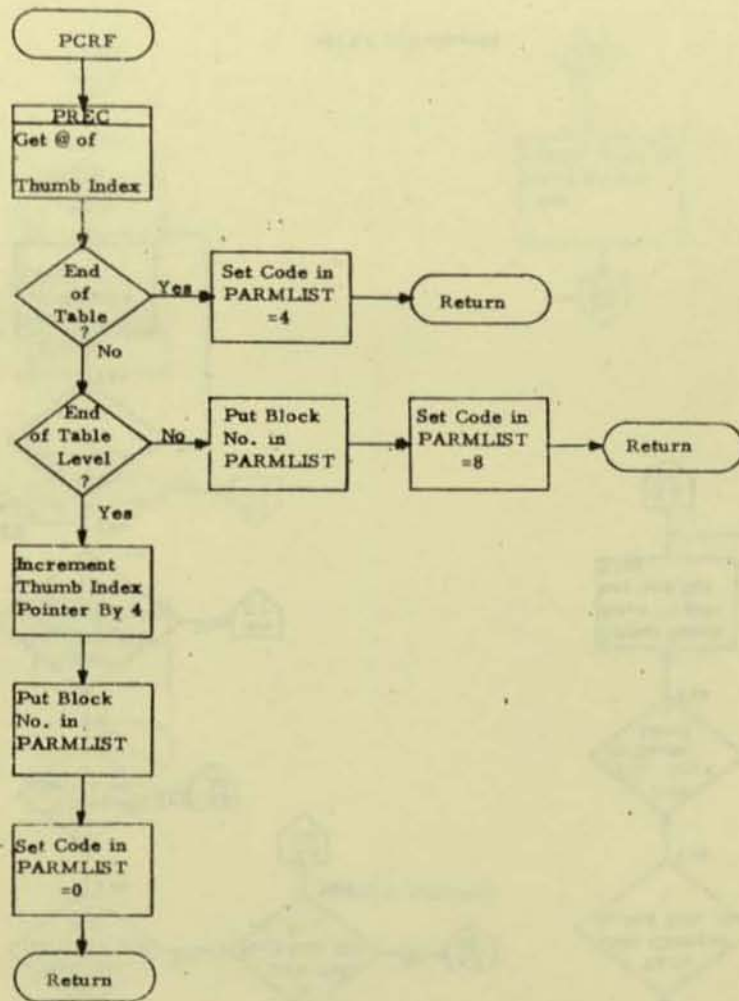 PCRF
PREC
Get @ of
Thumb Index
End
of
Table
?
Yes
Set Code in
PARMLIST
=4
Return
No
End
of Table
Level
?
No
Put Block
No. in
PARMLIST
Set Code in
PARMLIST
=8
Return
Yes
Increment
Thumb Index
Pointer By 4
Put Block
No. in
PARMLIST
Set Code in
PARMLIST
=0
Return